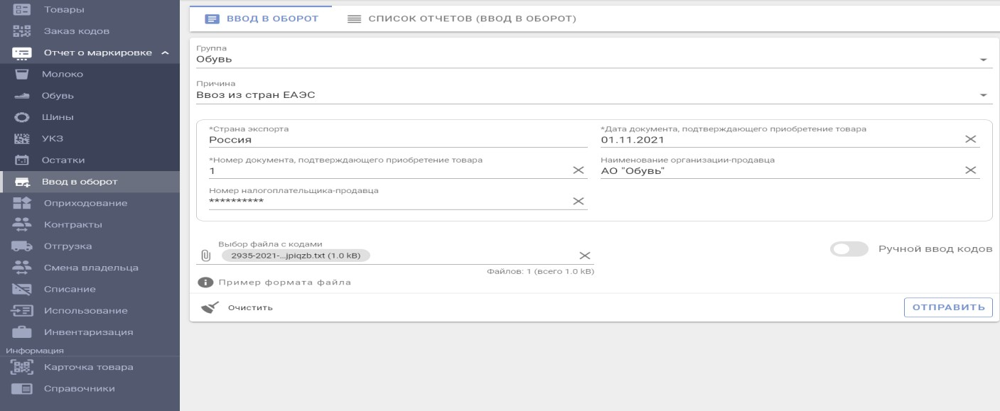 Товары
Заказ кодов
Отчет о маркировке
Молоко
Обувь
Шины
УКЗ
Остатки
Ввод в оборот
Оприходование
Контракты
Отгрузка
Смена владельца
Списание
Использование
Инвентаризация
Информация
Карточка товара
Справочники
ВВОД В ОБОРОТ
СПИСОК ОТЧЕТОВ (ВВОД В ОБОРОТ)
Группа
Обувь
Причина
Ввоз из стран ЕАЭС
*Страна экспорта
Россия
*Дата документа, подтверждающего приобретение товара
01.11.2021
*Номер документа, подтверждающего приобретение товара
1
Наименование организации-продавца
АО "Обувь"
Номер налогоплательщика-продавца
**********
Выбор файла с кодами
2935-2021-...jpiqzb.txt (1.0 kB)
Файлов: 1 (всего 1.0 kB)
Ручной ввод кодов
Пример формата файла
Очистить
ОТПРАВИТЬ